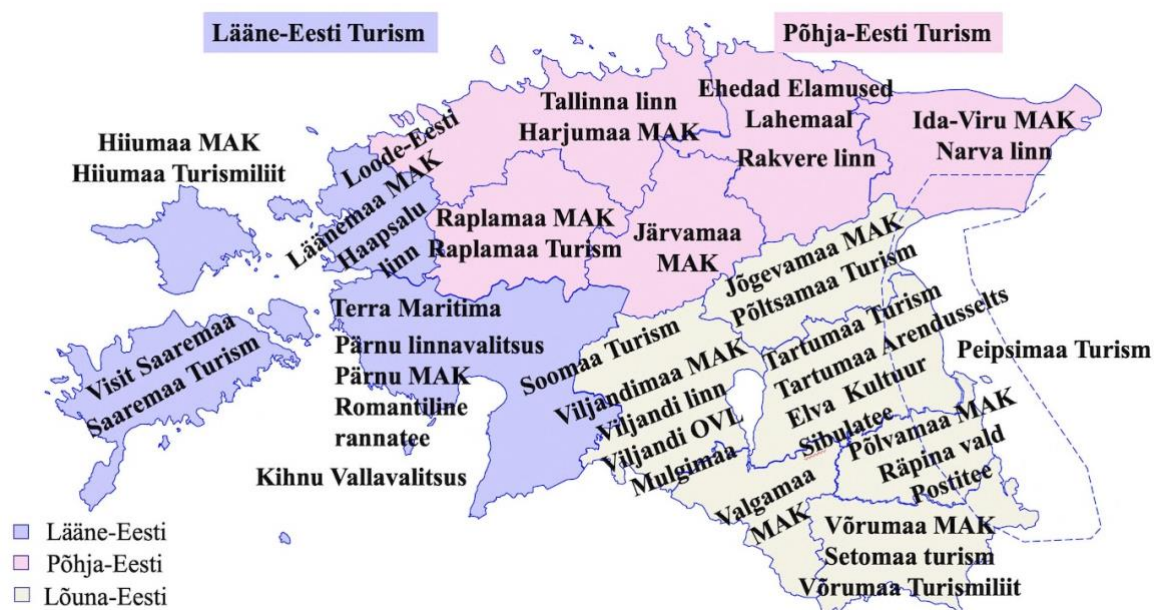 Lääne-Eesti Turism
Põhja-Eesti Turism
Hiiumaa MAK
Hiiumaa Turismiliit
Loode-Eesti
Läänemaa MAK
Haapsalu
linn
Tallinna linn
Harjumaa MAK
Ehedad Elamused
Lahemaal
Rakvere linn
Ida-Viru MAK
Narva linn
Raplamaa MAK
Raplamaa Turism
Järvamaa
MAK
Jõgevamaa MAK
Põltsamaa Turism
Visit Saaremaa
Saaremaa Turism
Terra Maritima
Pärnu linnavalitsus
Pärnu MAK
Romantiline
rannatee
Kihnu Vallavalitsus
Soomaa Turism
Viljandimaa MAK
Viljandi linn
Viljandi OVL
Mulgimaa
Tartumaa Turism
Tartumaa Arendusselts
Elva Kultuur
Sibulatee
Peipsimaa Turism
Põlvamaa MAK
Räpina vald
Postitee
Valgamaa
MAK
Võrumaa MAK
Setomaa turism
Võrumaa Turismiliit
Lääne-Eesti
Põhja-Eesti
Lõuna-Eesti